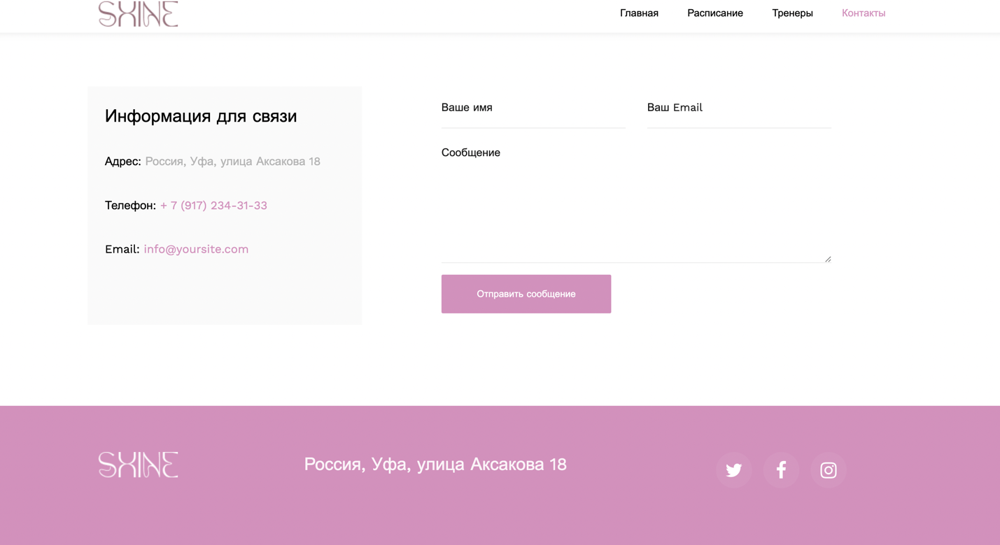 SHINE
Главная Расписание Тренеры Контакты
Информация для связи
Адрес: Россия, Уфа, улица Аксакова 18
Телефон: + 7 (917) 234-31-33
Email: info@yoursite.com
Ваше имя
Ваш Email
Сообщение
Отправить сообщение
SHINE
Россия, Уфа, улица Аксакова 18